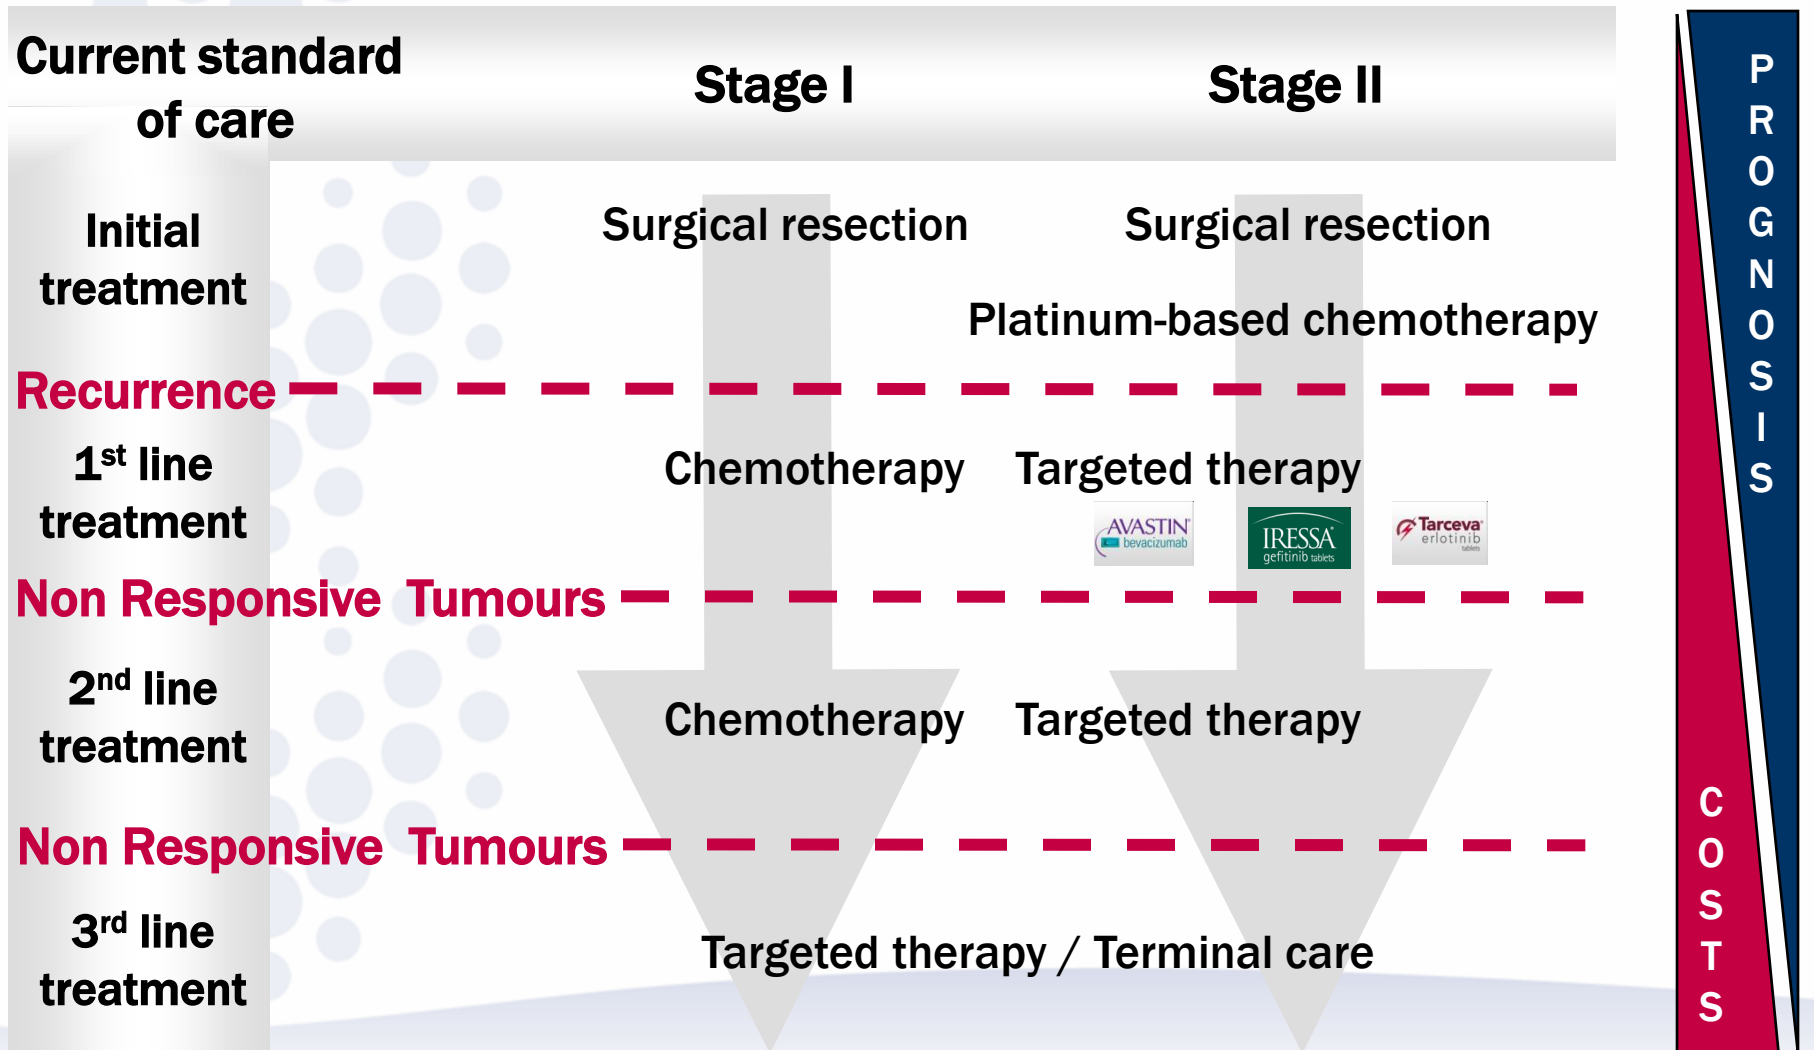 Current standard
of care
Stage I
Stage II
Initial
treatment
Surgical resection
Surgical resection
Platinum-based chemotherapy
Recurrence
1st line
treatment
Chemotherapy
Targeted therapy
AVASTIN®
bevacizumab
IRESSA®
gefitinib tablets
Tarceva®
erlotinib
tablets
Non Responsive Tumours
2nd line
treatment
Chemotherapy
Targeted therapy
Non Responsive Tumours
3rd line
treatment
Targeted therapy / Terminal care
PROGNOSIS
COSTS